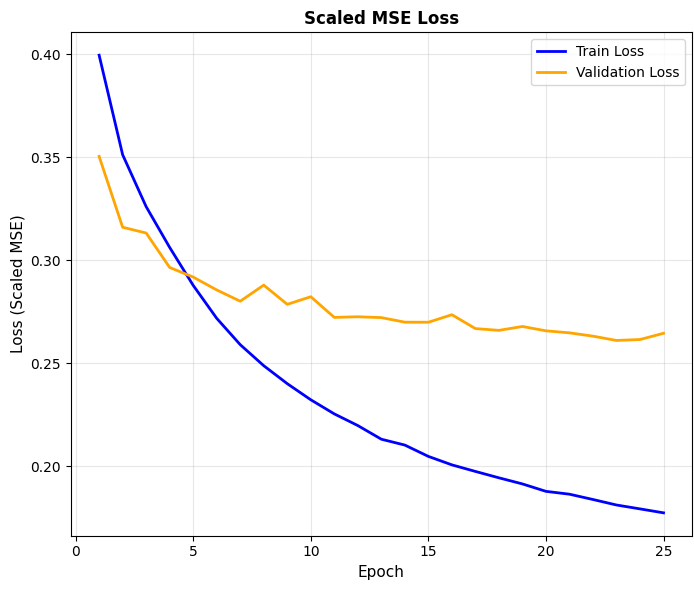 Scaled MSE Loss
Train Loss
Validation Loss
Loss (Scaled MSE)
0.40
0.35
0.30
0.25
0.20
0 5 10 15 20 25
Epoch